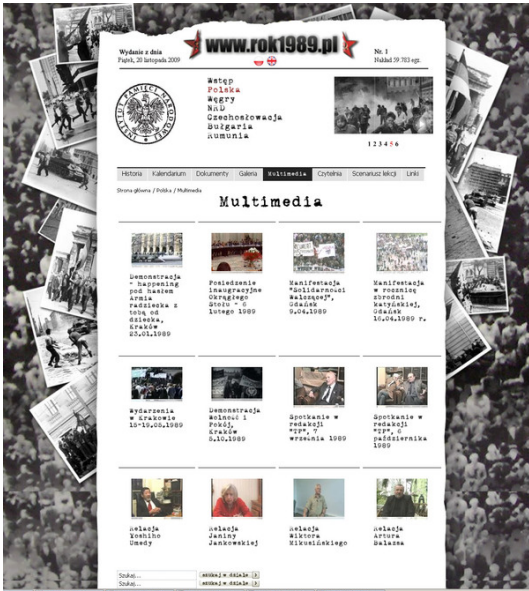 Wydanie z dnia
Piątek, 20 listopada 2009
www.rok1989.pl
Nr. 1
Nakład 59.783 egz.
INSTYTUT PAMIĘCI NARODOWEJ
Wstęp
Polska
Węgry
NRD
Czechosłowacja
Bułgaria
Rumunia
1 2 3 4 5 6
Historia Kalendarium Dokumenty Galeria Multimedia Czytelnia Scenariusz lekcji Linki
Strona główna / Polska / Multimedia
Multimedia
Demonstracja
- happening
pod hasłem
Armia
radziecka z
tobą od
dziecka,
Kraków
23.01.1989
Posiedzenie
inauguracyjne
Okrągłego
Stołu - 6
lutego 1989
Manifestacja
"Solidarności
Walczącej",
Gdańsk
9.04.1989
Manifestacja
w rocznicę
zbrodni
katyńskiej,
Gdańsk
16.04.1989 r.
Wydarzenia
w Krakowie
15-19.05.1989
Demonstracja
Wolność i
Pokój,
Kraków
5.10.1989
Spotkanie w
redakcji
"TP", 7
września 1989
Spotkanie w
redakcji
"TP", 6
października
1989
Relacja
Yoshiho
Umedy
Relacja
Janiny
Jankowskiej
Relacja
Wiktora
Mikusińskiego
Relacja
Artura
Balazsa
Szukaj... szukaj w dziale
Szukaj... szukaj w dziale